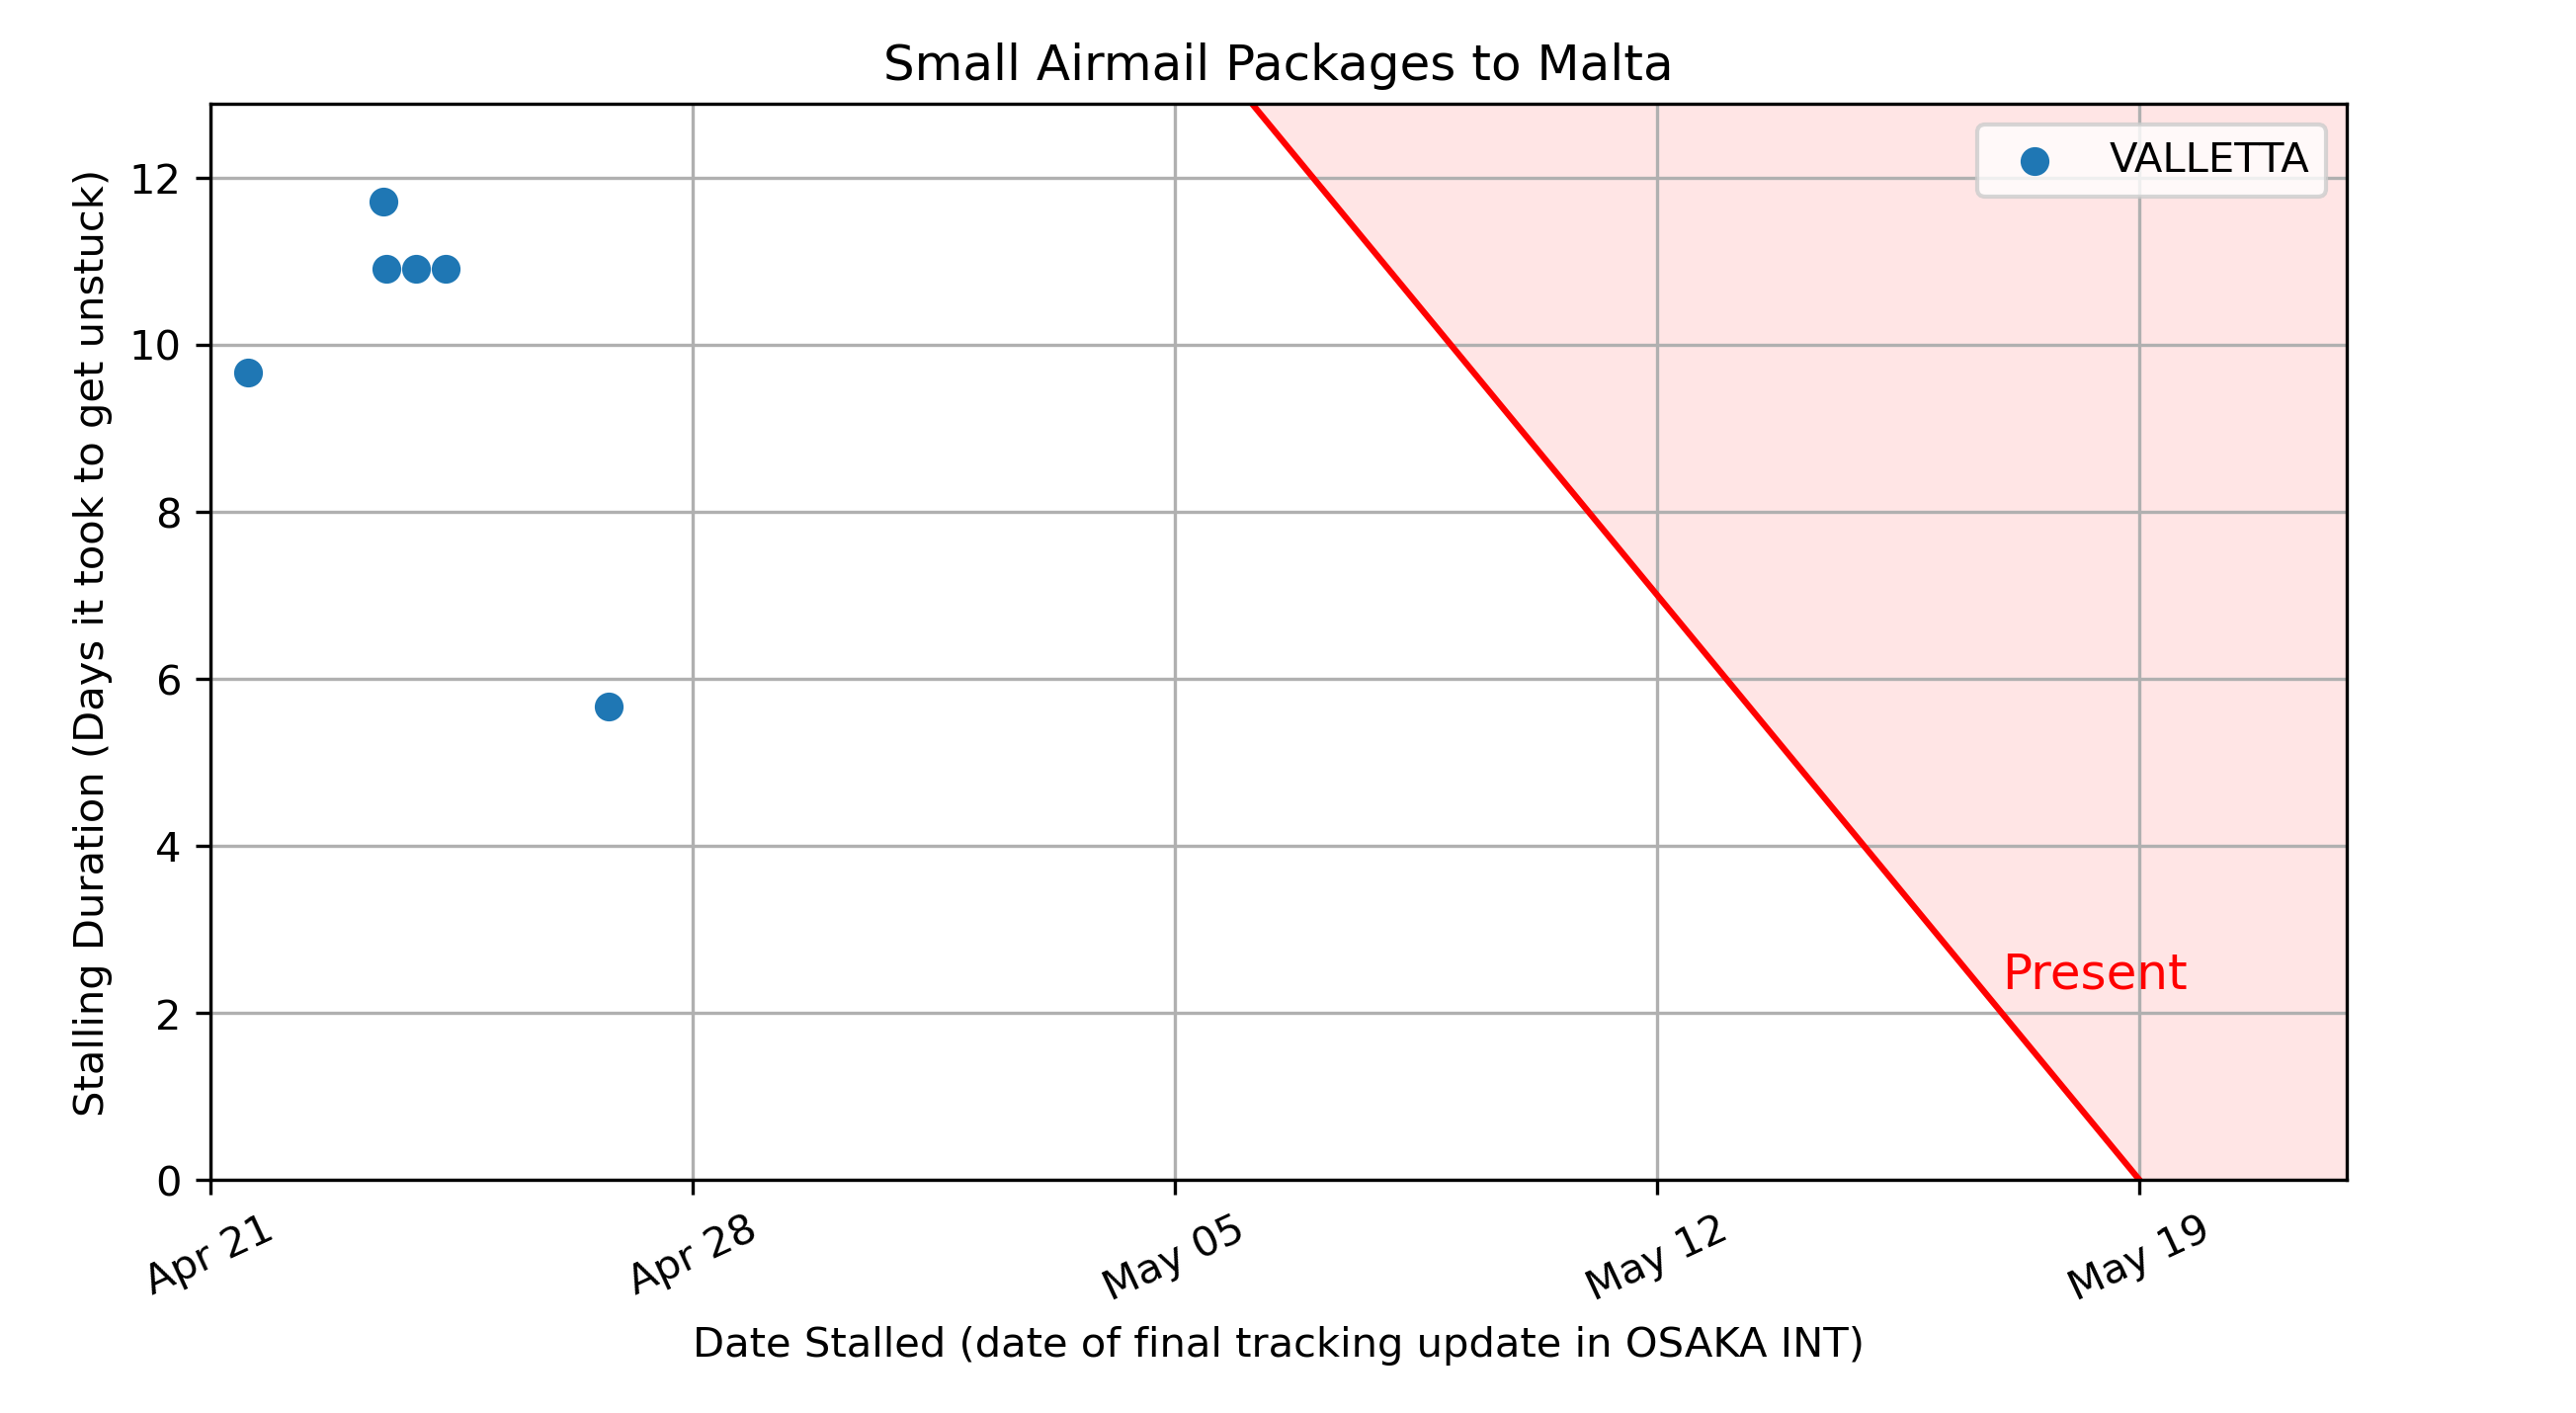 Small Airmail Packages to Malta
VALLETTA
Stalling Duration (Days it took to get unstuck)
12
10
8
6
4
2
0
Present
Apr 21
Apr 28
May 05
May 12
May 19
Date Stalled (date of final tracking update in OSAKA INT)